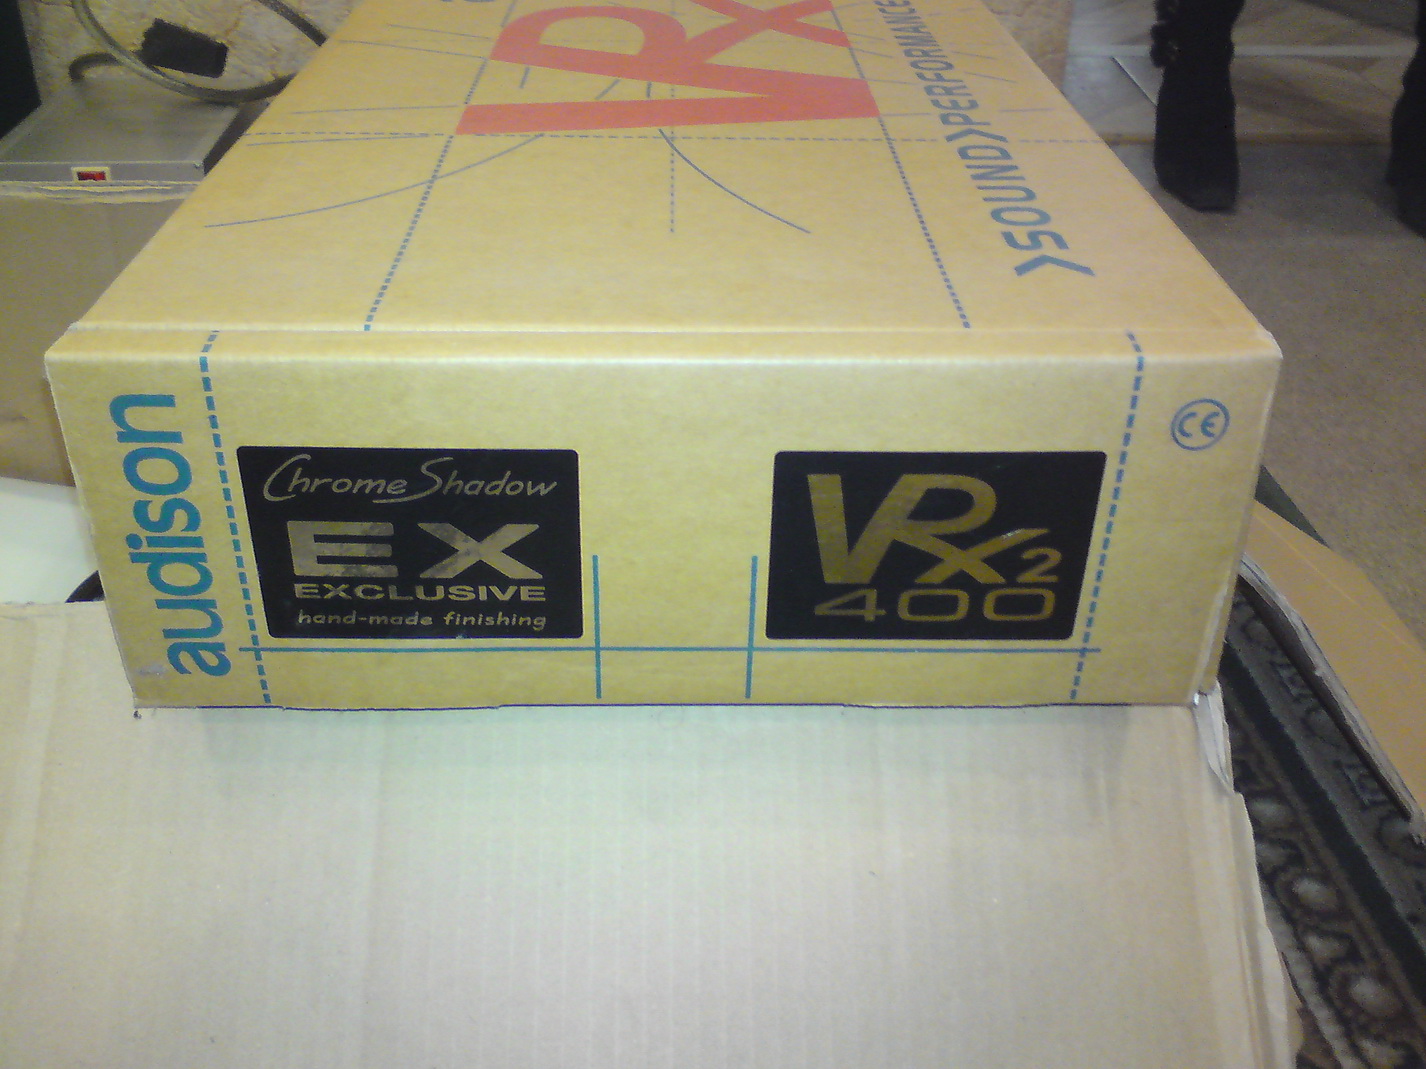 VRx
>SOUND>PERFORMANCE
audison
Chrome Shadow
EX
EXCLUSIVE
hand-made finishing
VRx2
400
CE